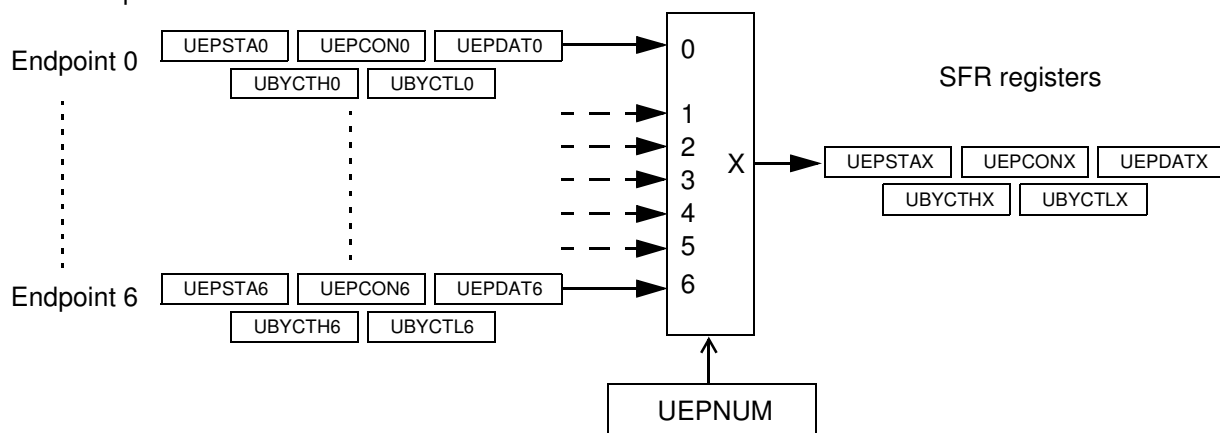 Endpoint 0 UEPSTA0 UEPCON0 UEPDAT0 0
UBYCTH0 UBYCTL0
SFR registers
1
2
3
4
5
X
UEPSTAX UEPCONX UEPDATX
UBYCTHX UBYCTLX
Endpoint 6 UEPSTA6 UEPCON6 UEPDAT6 6
UBYCTH6 UBYCTL6
UEPNUM